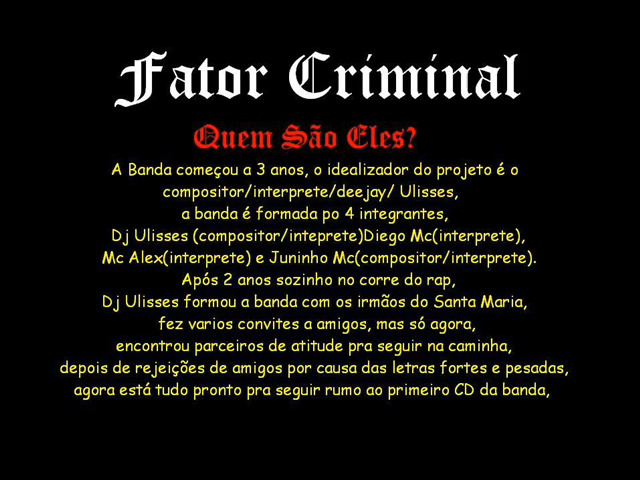 Fator Criminal
Quem São Eles?
A Banda começou a 3 anos, o idealizador do projeto é o
compositor/interprete/deejay/ Ulisses,
a banda é formada po 4 integrantes,
Dj Ulisses (compositor/inteprete)Diego Mc(interprete),
Mc Alex(interprete) e Juninho Mc(compositor/interprete).
Após 2 anos sozinho no corre do rap,
Dj Ulisses formou a banda com os irmãos do Santa Maria,
fez varios convites a amigos, mas só agora,
encontrou parceiros de atitude pra seguir na caminha,
depois de rejeições de amigos por causa das letras fortes e pesadas,
agora está tudo pronto pra seguir rumo ao primeiro CD da banda,